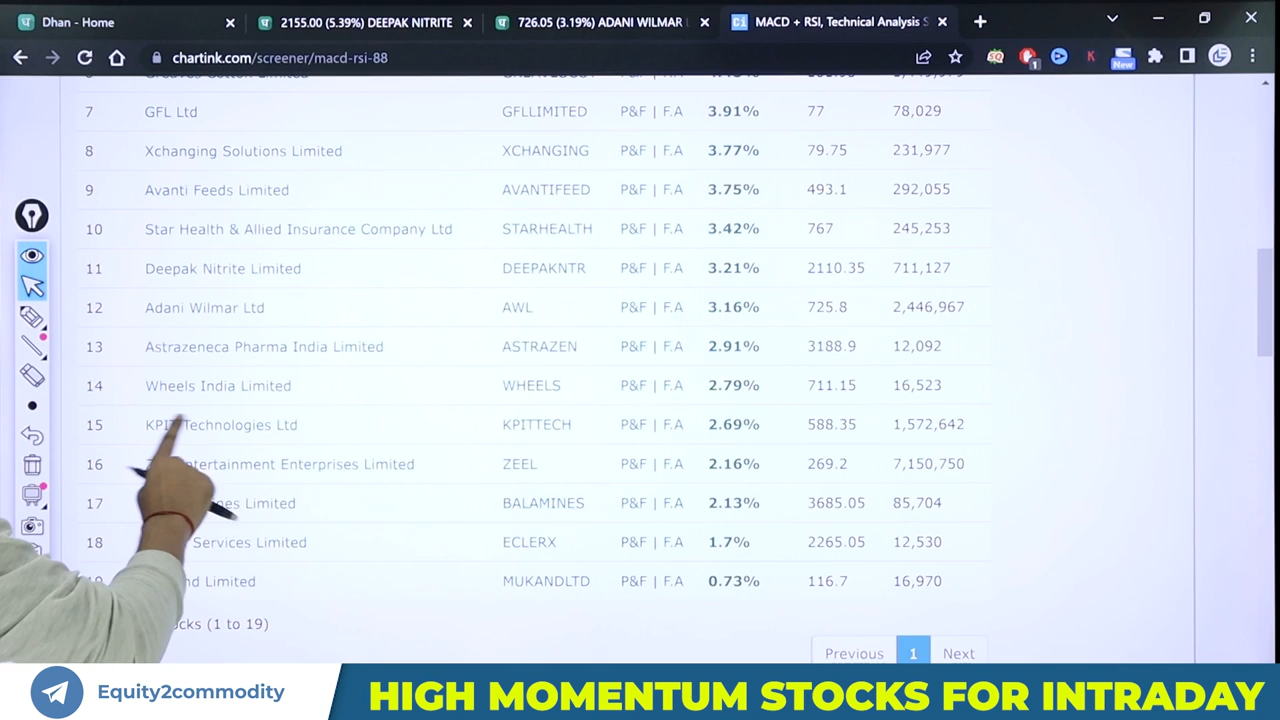 Dhan - Home
2155.00 (5.39%) DEEPAK NITRITE
726.05 (3.19%) ADANI WILMAR
MACD + RSI, Technical Analysis S
chartink.com/screener/macd-rsi-88
New
7 GFL Ltd GFLLIMITED P&F | F.A 3.91% 77 78,029
8 Xchanging Solutions Limited XCHANGING P&F | F.A 3.77% 79.75 231,977
9 Avanti Feeds Limited AVANTIFEED P&F | F.A 3.75% 493.1 292,055
10 Star Health & Allied Insurance Company Ltd STARHEALTH P&F | F.A 3.42% 767 245,253
11 Deepak Nitrite Limited DEEPAKNTR P&F | F.A 3.21% 2110.35 711,127
12 Adani Wilmar Ltd AWL P&F | F.A 3.16% 725.8 2,446,967
13 Astrazeneca Pharma India Limited ASTRAZEN P&F | F.A 2.91% 3188.9 12,092
14 Wheels India Limited WHEELS P&F | F.A 2.79% 711.15 16,523
15 KPIT Technologies Ltd KPITTECH P&F | F.A 2.69% 588.35 1,572,642
16 Entertainment Enterprises Limited ZEEL P&F | F.A 2.16% 269.2 7,150,750
17 Limited BALAMINES P&F | F.A 2.13% 3685.05 85,704
18 Services Limited ECLERX P&F | F.A 1.7% 2265.05 12,530
Limited MUKANDLTD P&F | F.A 0.73% 116.7 16,970
(1 to 19)
Previous 1 Next
Equity2commodity
HIGH MOMENTUM STOCKS FOR INTRADAY